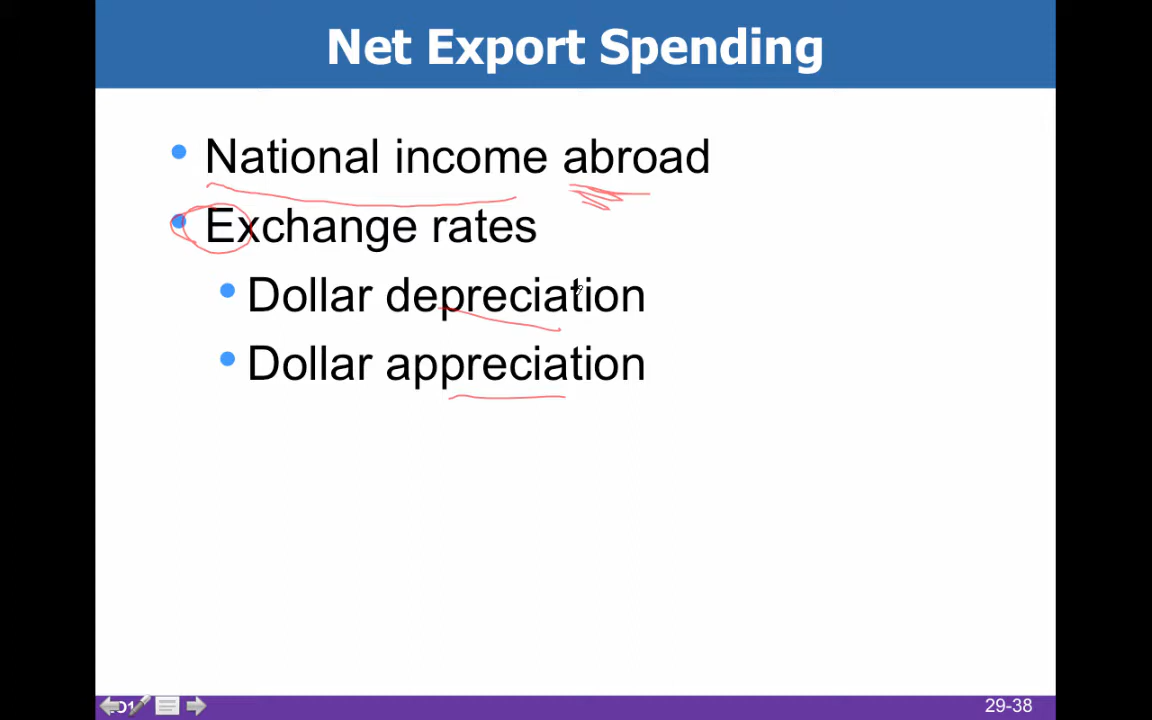 Net Export Spending
National income abroad
Exchange rates
Dollar depreciation
Dollar appreciation
29-38